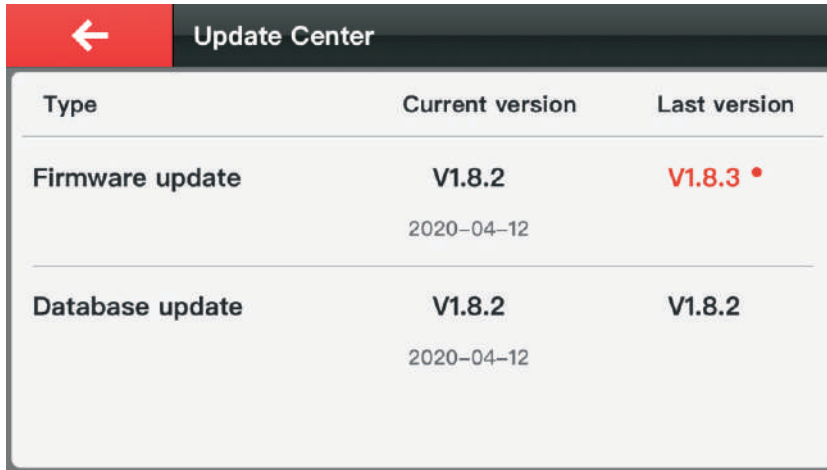 Update Center
Type Current version Last version
Firmware update V1.8.2 V1.8.3
2020-04-12
Database update V1.8.2 V1.8.2
2020-04-12